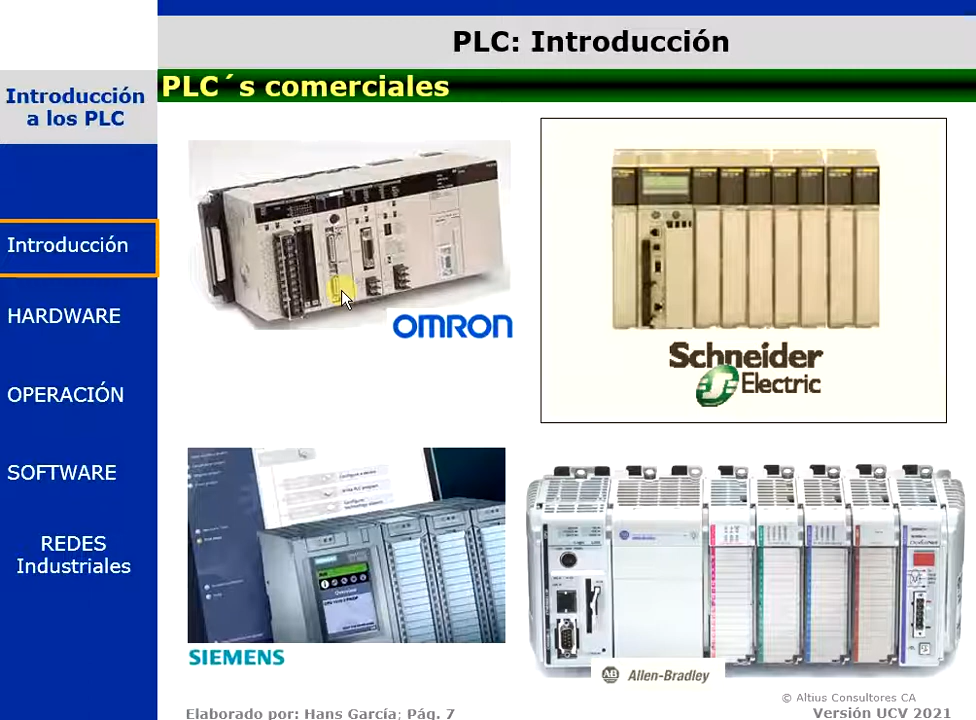 PLC: Introducción
Introducción
a los PLC
PLC´s comerciales
Introducción
HARDWARE
OPERACIÓN
SOFTWARE
REDES
Industriales
OMRON
Schneider
Electric
SIEMENS
AB Allen-Bradley
© Altius Consultores CA
Elaborado por: Hans García; Pág. 7
Versión UCV 2021